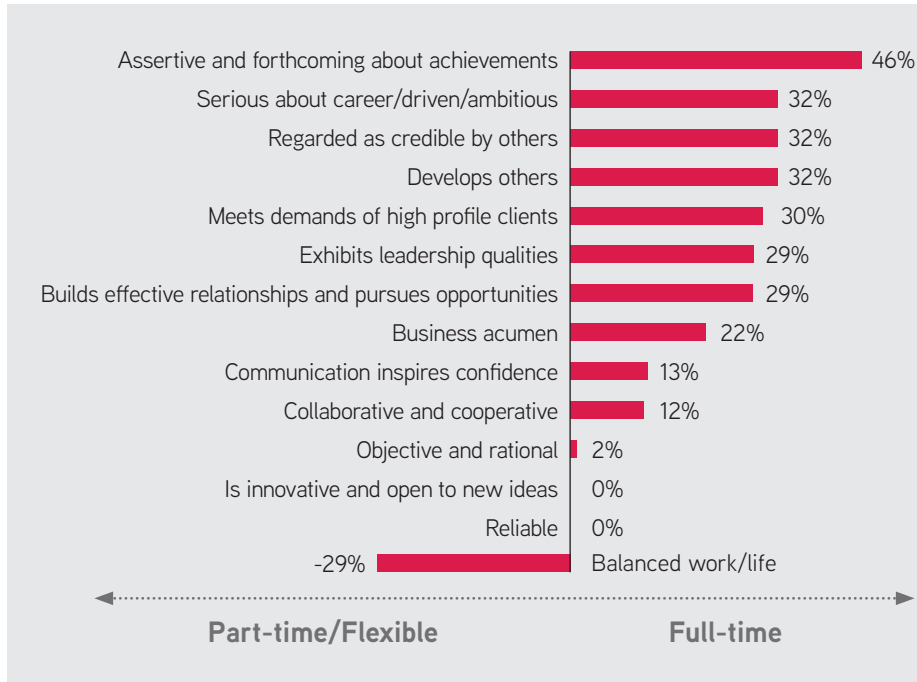 Assertive and forthcoming about achievements 46%
Serious about career/driven/ambitious 32%
Regarded as credible by others 32%
Develops others 32%
Meets demands of high profile clients 30%
Exhibits leadership qualities 29%
Builds effective relationships and pursues opportunities 29%
Business acumen 22%
Communication inspires confidence 13%
Collaborative and cooperative 12%
Objective and rational 2%
Is innovative and open to new ideas 0%
Reliable 0%
-29% Balanced work/life
Part-time/Flexible Full-time